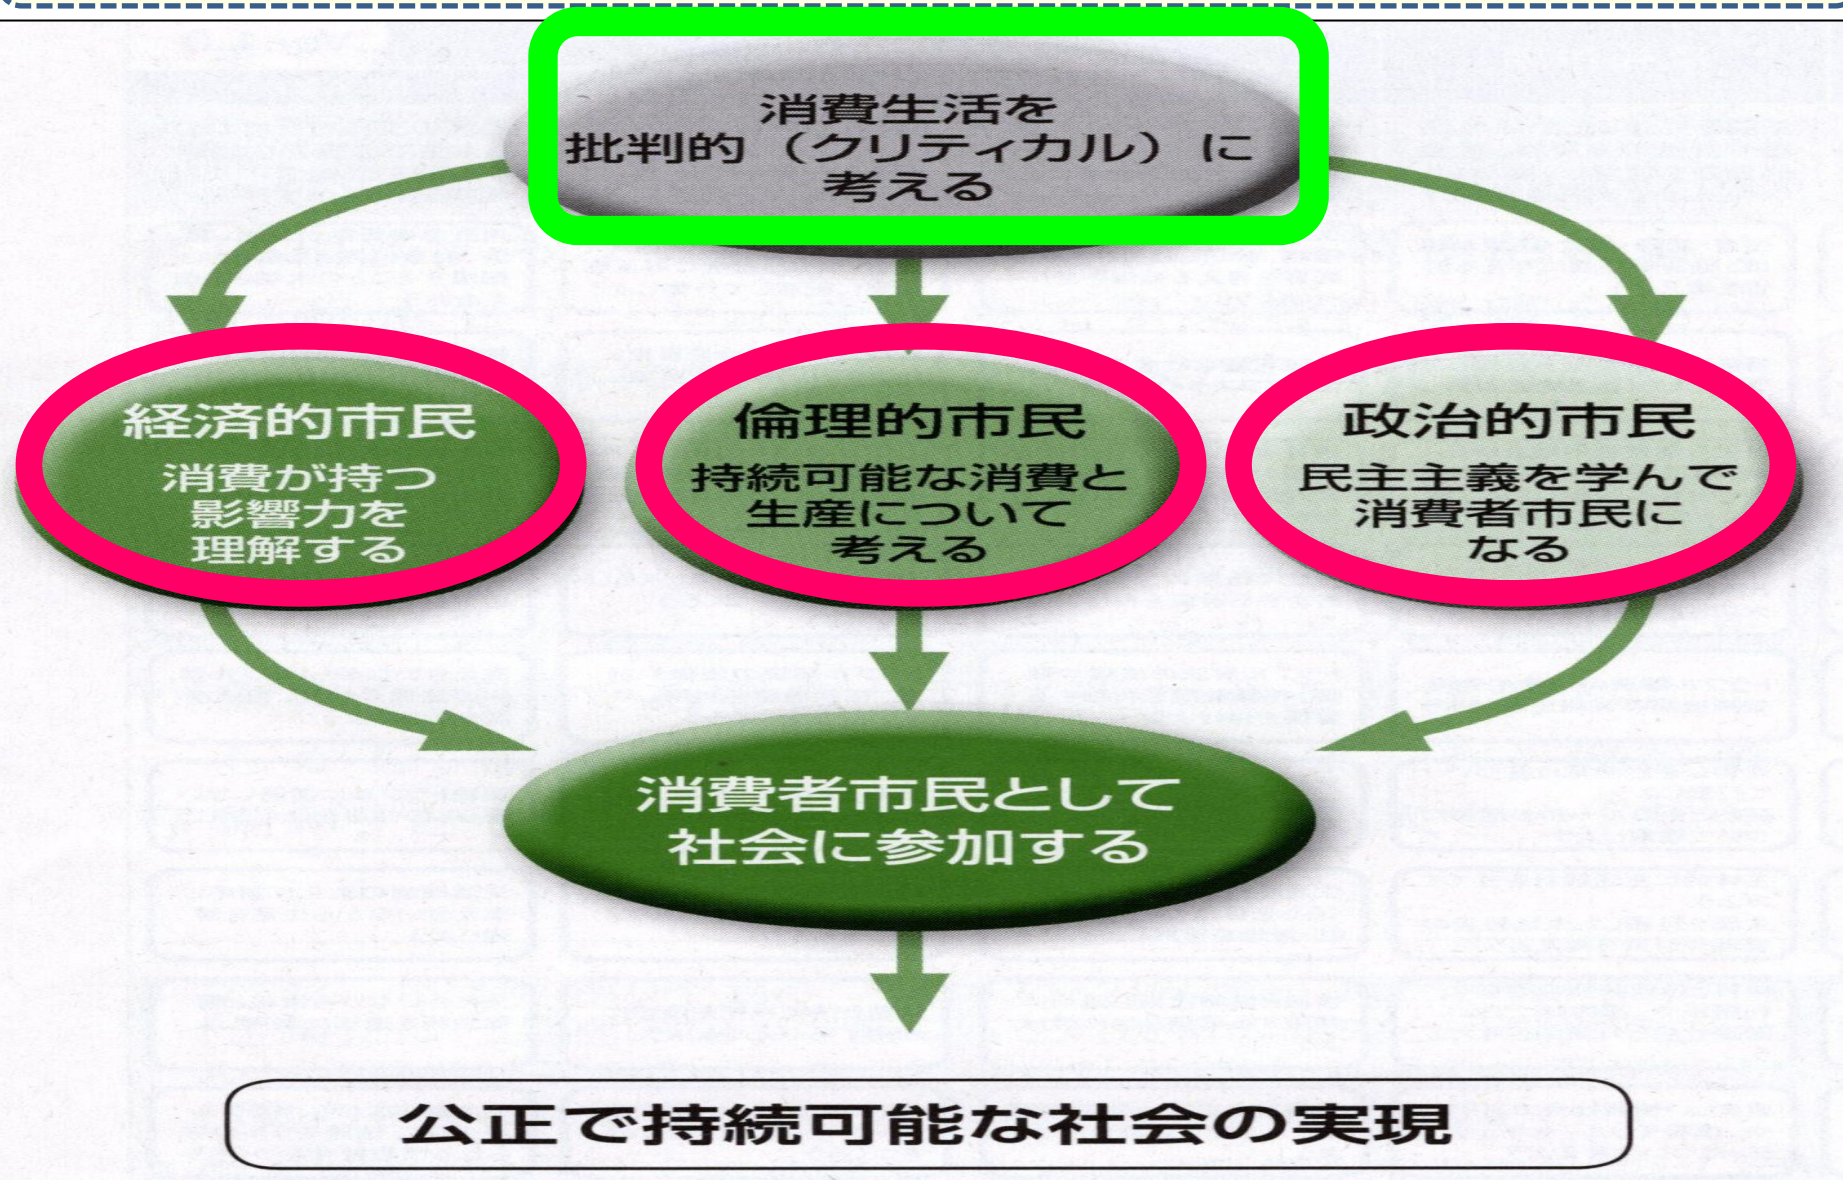 消費生活を
批判的（クリティカル）に
考える
経済的市民
消費が持つ
影響力を
理解する
倫理的市民
持続可能な消費と
生産について
考える
政治的市民
民主主義を学んで
消費者市民に
なる
消費者市民として
社会に参加する
公正で持続可能な社会の実現